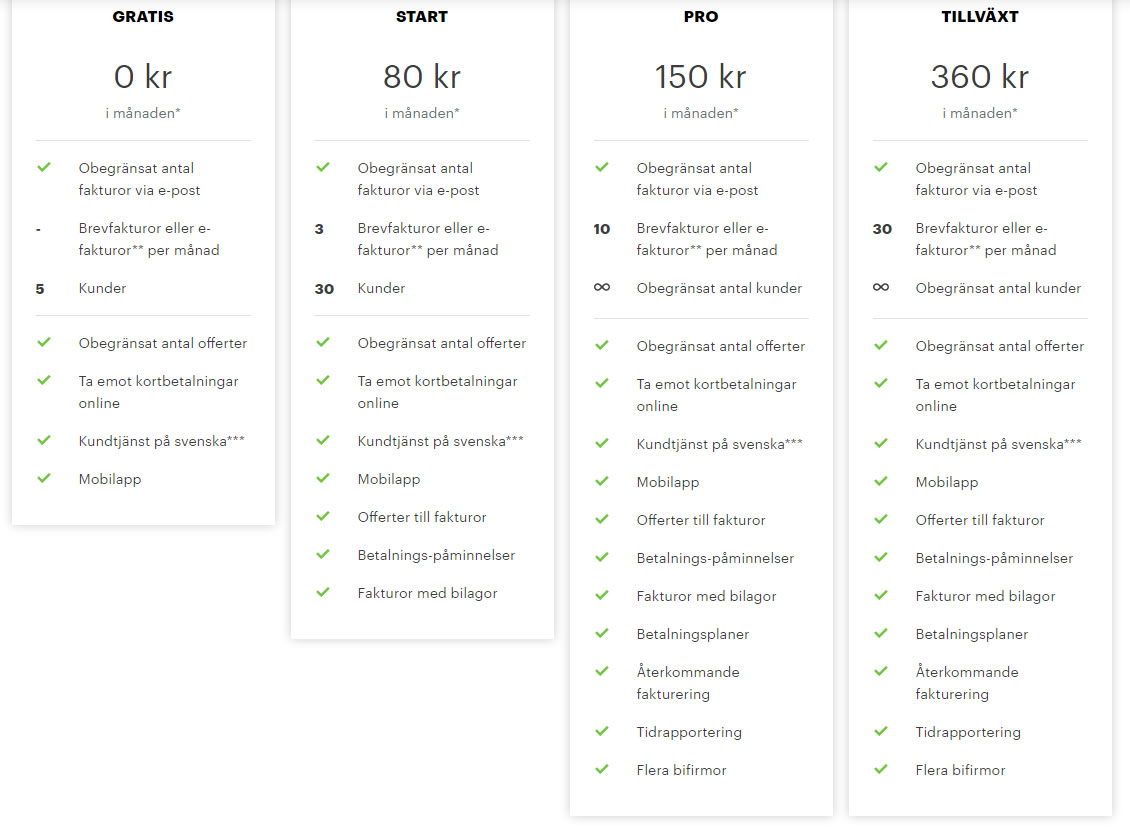 GRATIS
0 kr
i månaden*
Obegränsat antal
fakturor via e-post
-
Brevfakturor eller e-
fakturor** per månad
5
Kunder
Obegränsat antal offerter
Ta emot kortbetalningar
online
Kundtjänst på svenska***
Mobilapp
START
80 kr
i månaden*
Obegränsat antal
fakturor via e-post
3
Brevfakturor eller e-
fakturor** per månad
30
Kunder
Obegränsat antal offerter
Ta emot kortbetalningar
online
Kundtjänst på svenska***
Mobilapp
Offerter till fakturor
Betalnings-påminnelser
Fakturor med bilagor
PRO
150 kr
i månaden*
Obegränsat antal
fakturor via e-post
10
Brevfakturor eller e-
fakturor** per månad
∞
Obegränsat antal kunder
Obegränsat antal offerter
Ta emot kortbetalningar
online
Kundtjänst på svenska***
Mobilapp
Offerter till fakturor
Betalnings-påminnelser
Fakturor med bilagor
Betalningsplaner
Återkommande
fakturering
Tidrapportering
Flera bifirmor
TILLVÄXT
360 kr
i månaden*
Obegränsat antal
fakturor via e-post
30
Brevfakturor eller e-
fakturor** per månad
∞
Obegränsat antal kunder
Obegränsat antal offerter
Ta emot kortbetalningar
online
Kundtjänst på svenska***
Mobilapp
Offerter till fakturor
Betalnings-påminnelser
Fakturor med bilagor
Betalningsplaner
Återkommande
fakturering
Tidrapportering
Flera bifirmor